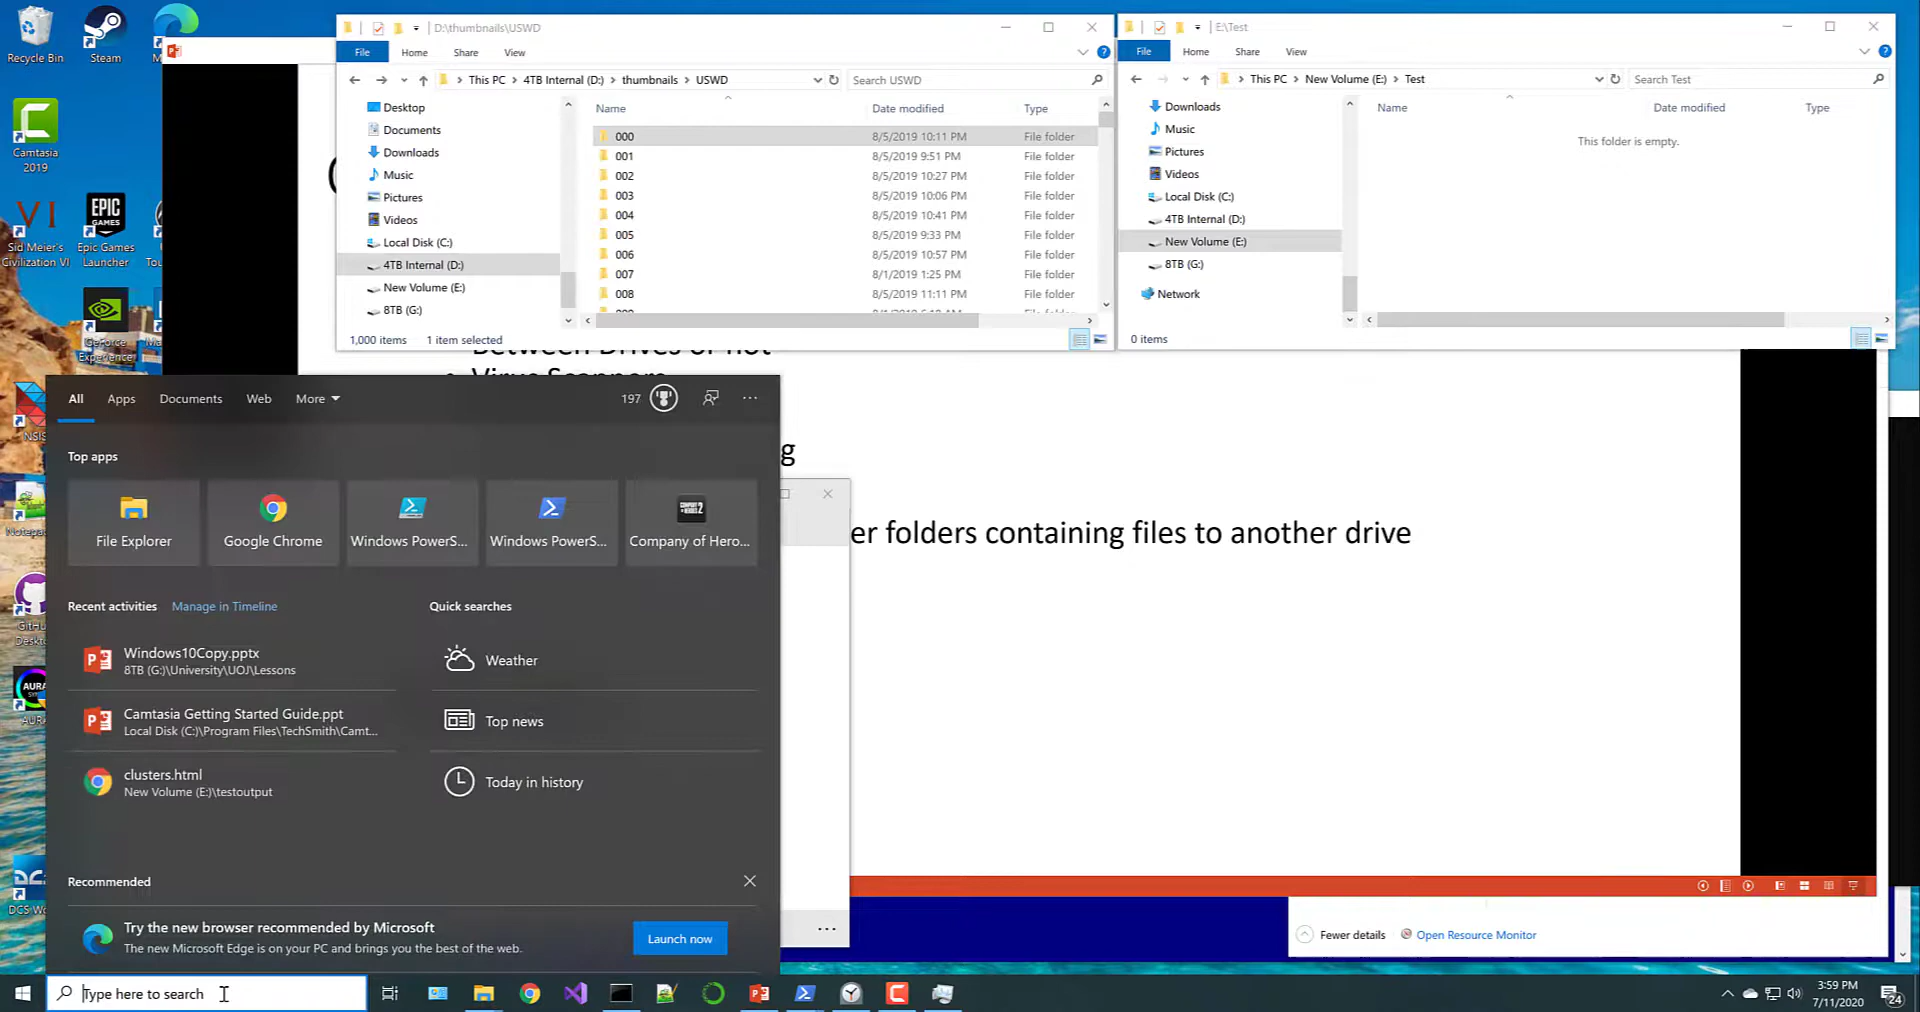 Recycle Bin
Steam
Camtasia
2019
Sid Meier's
Civilization VI
Epic Games
Launcher
GeForce
Experience
D:\thumbnails\USWD
File Home Share View
This PC > 4TB Internal (D:) > thumbnails > USWD
Search USWD
Name Date modified Type
Desktop
Documents
Downloads
Music
Pictures
Videos
Local Disk (C:)
4TB Internal (D:)
New Volume (E:)
8TB (G:)
000 8/5/2019 10:11 PM File folder
001 8/5/2019 9:51 PM File folder
002 8/5/2019 10:27 PM File folder
003 8/5/2019 10:06 PM File folder
004 8/5/2019 10:41 PM File folder
005 8/5/2019 9:33 PM File folder
006 8/5/2019 10:57 PM File folder
007 8/1/2019 1:25 PM File folder
008 8/5/2019 11:11 PM File folder
1,000 items 1 item selected
E:\Test
File Home Share View
This PC > New Volume (E:) > Test
Search Test
Name Date modified Type
This folder is empty.
Downloads
Music
Pictures
Videos
Local Disk (C:)
4TB Internal (D:)
New Volume (E:)
8TB (G:)
Network
0 items
Between Drives or not
Virus Scanners
g
er folders containing files to another drive
All Apps Documents Web More 197
Top apps
File Explorer
Google Chrome
Windows PowerS...
Windows PowerS...
Company of Hero...
Recent activities Manage in Timeline
Windows10Copy.pptx
8TB (G:)\University\UOJ\Lessons
Camtasia Getting Started Guide.ppt
Local Disk (C:)\Program Files\TechSmith\Camt...
clusters.html
New Volume (E:)\testoutput
Quick searches
Weather
Top news
Today in history
Recommended
Try the new browser recommended by Microsoft
The new Microsoft Edge is on your PC and brings you the best of the web.
Launch now
Fewer details Open Resource Monitor
Type here to search
3:59 PM
7/11/2020
24